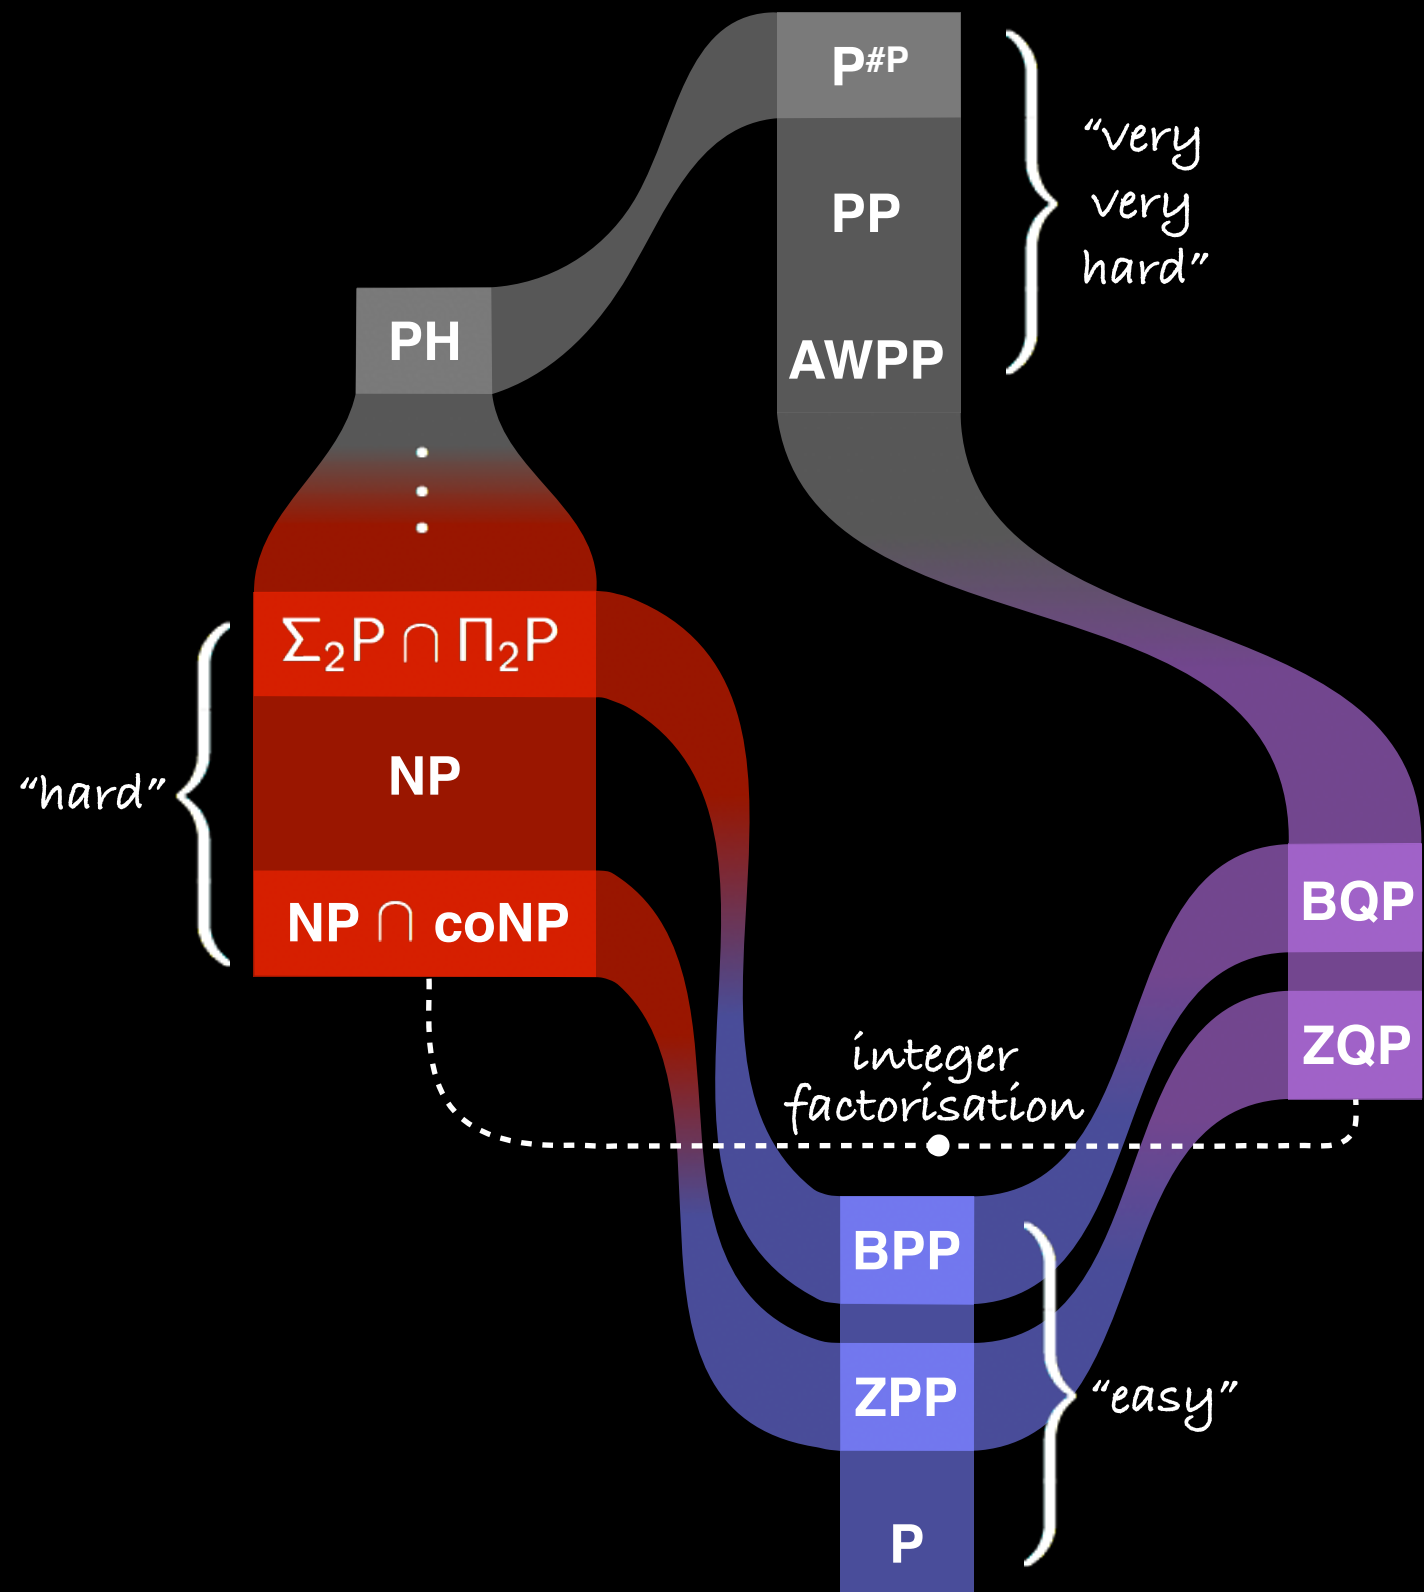 P#P
“very
very
hard”
PP
AWPP
PH
Σ₂P ∩ Π₂P
“hard”
NP
NP ∩ coNP
BQP
ZQP
integer
factorisation
BPP
ZPP
“easy”
P